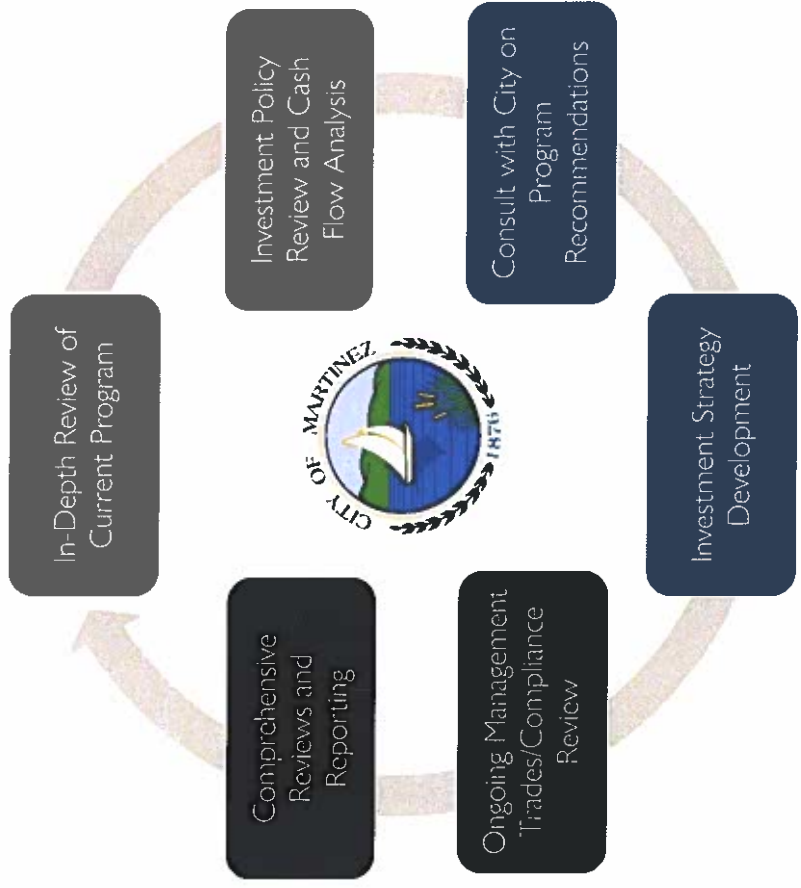 In-Depth Review of
Current Program
Investment Policy
Review and Cash
Flow Analysis
Consult with City on
Program
Recommendations
Investment Strategy
Development
Ongoing Management
Trades/Compliance
Review
Comprehensive
Reviews and
Reporting
CITY OF MARTINEZ
1876